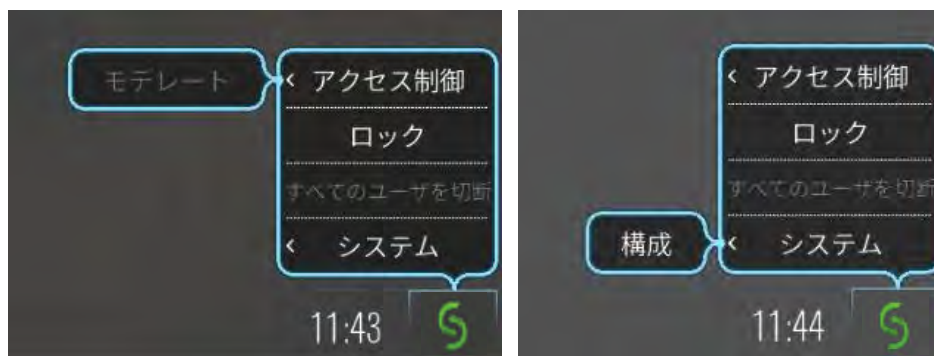 モデレート
< アクセス制御
ロック
すべてのユーザを切断
< システム
11:43
< アクセス制御
ロック
すべてのユーザを切断
構成
< システム
11:44